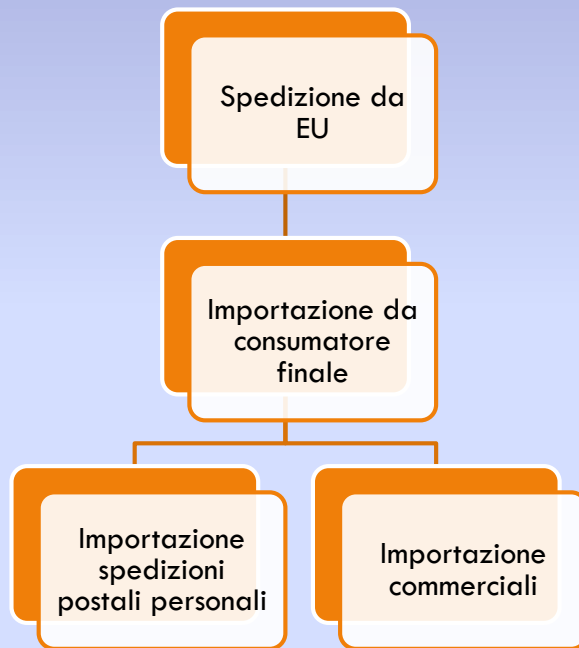 Spedizione da
EU
Importazione da
consumatore
finale
Importazione
spedizioni
postali personali
Importazione
commerciali